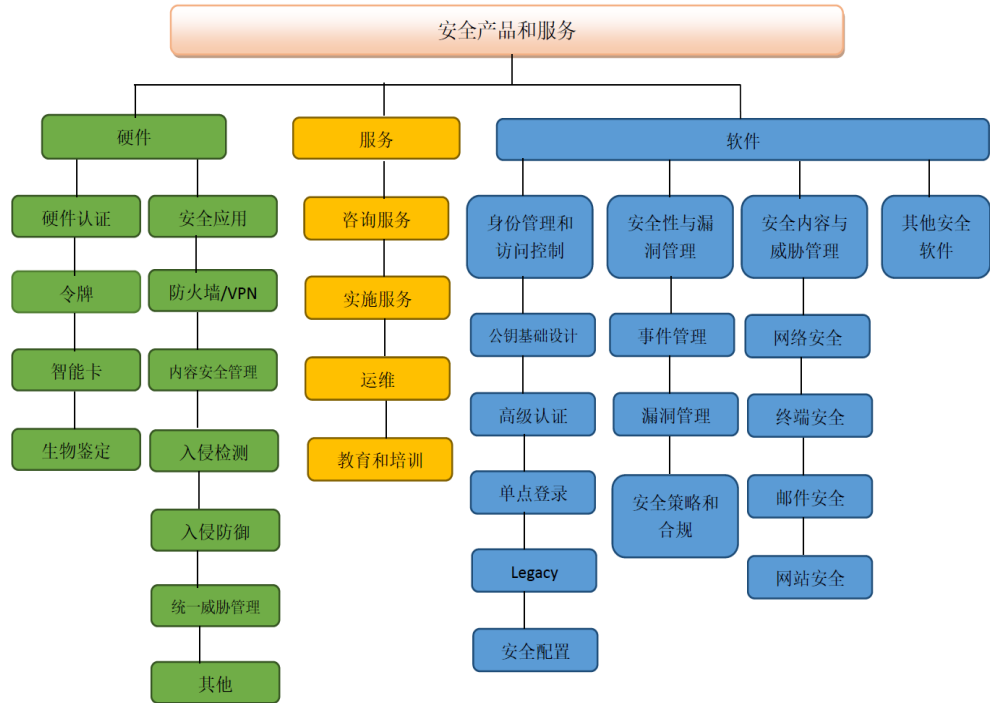 安全产品和服务
硬件
服务
软件
硬件认证
安全应用
咨询服务
身份管理和
访问控制
安全性与漏
洞管理
安全内容与
威胁管理
其他安全
软件
令牌
防火墙/VPN
实施服务
公钥基础设计
事件管理
网络安全
智能卡
内容安全管理
运维
高级认证
漏洞管理
终端安全
生物鉴定
入侵检测
教育和培训
单点登录
安全策略和
合规
邮件安全
入侵防御
Legacy
网站安全
统一威胁管理
安全配置
其他